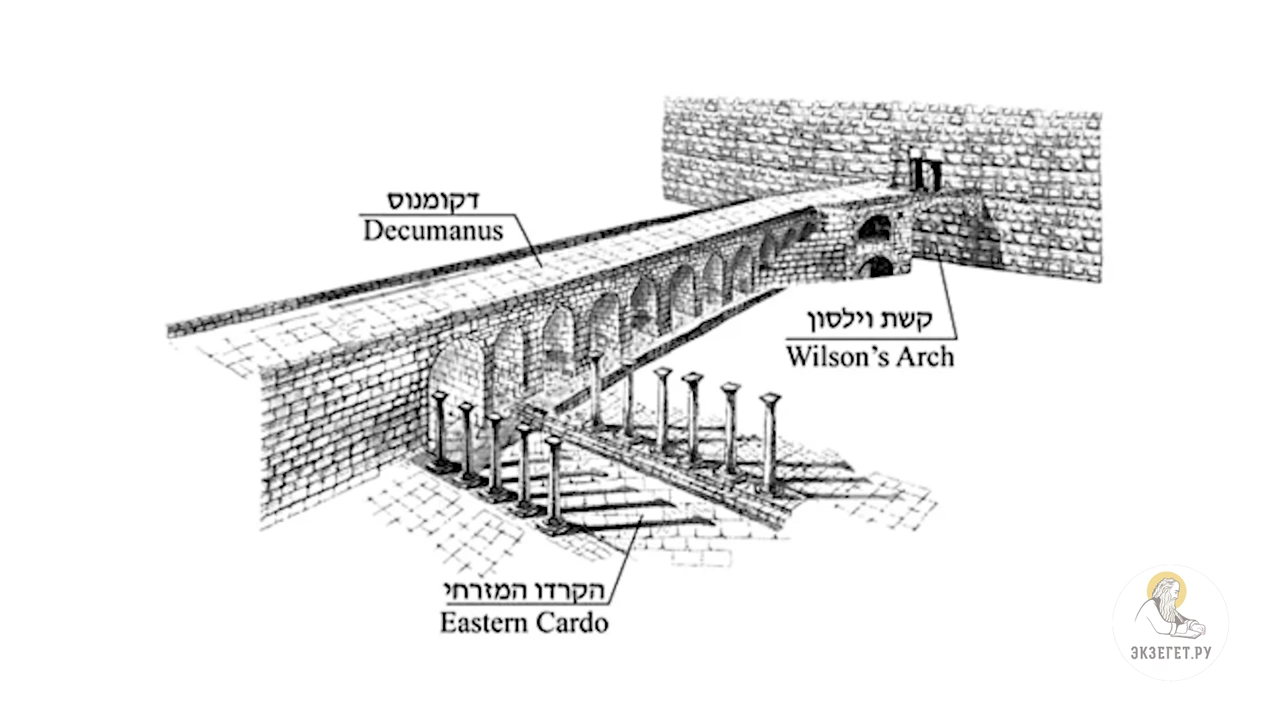 דקומנוס
Decumanus
קשת וילסון
Wilson's Arch
הקרדו המזרחי
Eastern Cardo
ЭКЗЕГЕТ.РУ